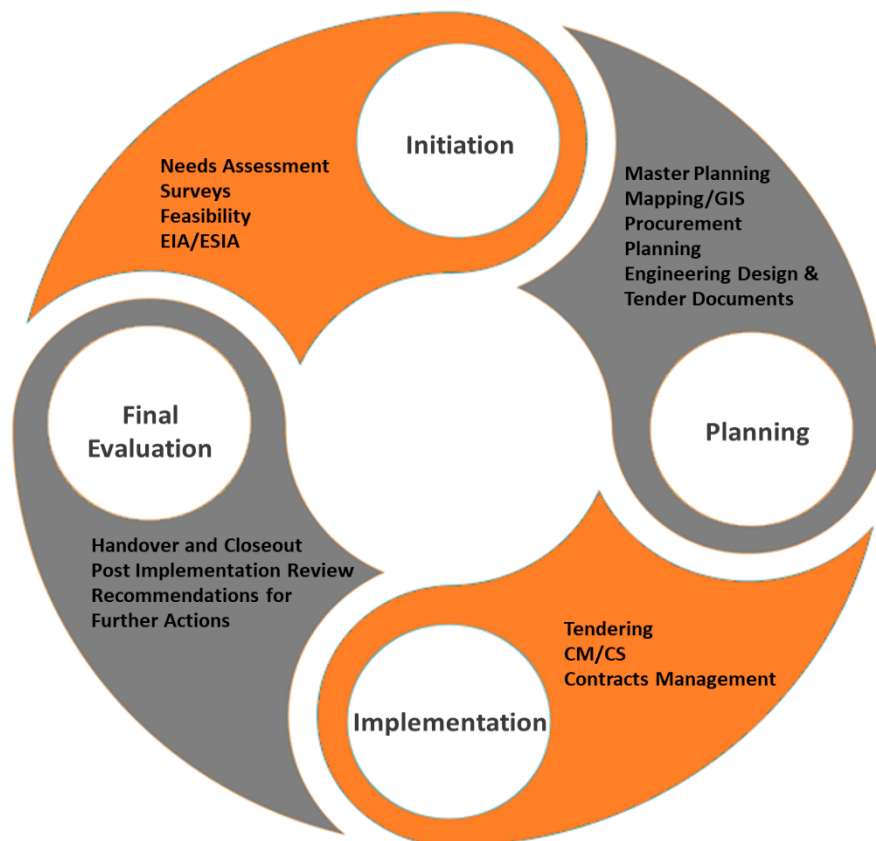 Initiation
Needs Assessment
Surveys
Feasibility
EIA/ESIA
Master Planning
Mapping/GIS
Procurement
Planning
Engineering Design &
Tender Documents
Planning
Tendering
CM/CS
Contracts Management
Implementation
Final
Evaluation
Handover and Closeout
Post Implementation Review
Recommendations for
Further Actions